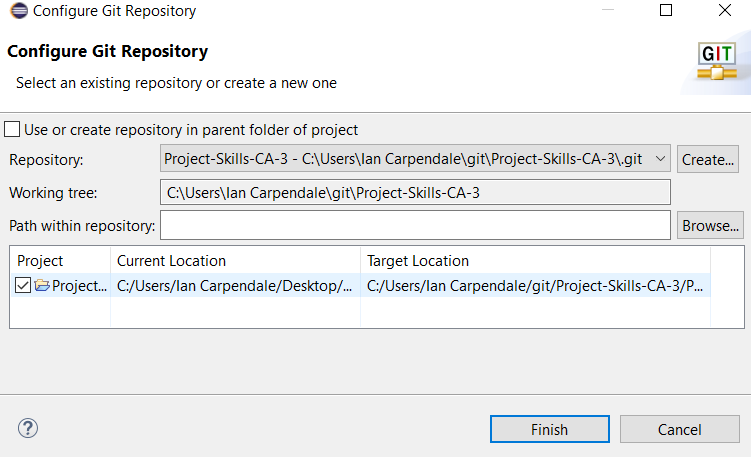 Configure Git Repository
Configure Git Repository
Select an existing repository or create a new one
GIT
Use or create repository in parent folder of project
Repository: Project-Skills-CA-3 - C:\Users\Ian Carpendale\git\Project-Skills-CA-3\.git Create...
Working tree: C:\Users\Ian Carpendale\git\Project-Skills-CA-3
Path within repository: Browse...
Project Current Location Target Location
Project... C:/Users/Ian Carpendale/Desktop/... C:/Users/Ian Carpendale/git/Project-Skills-CA-3/P...
? Finish Cancel